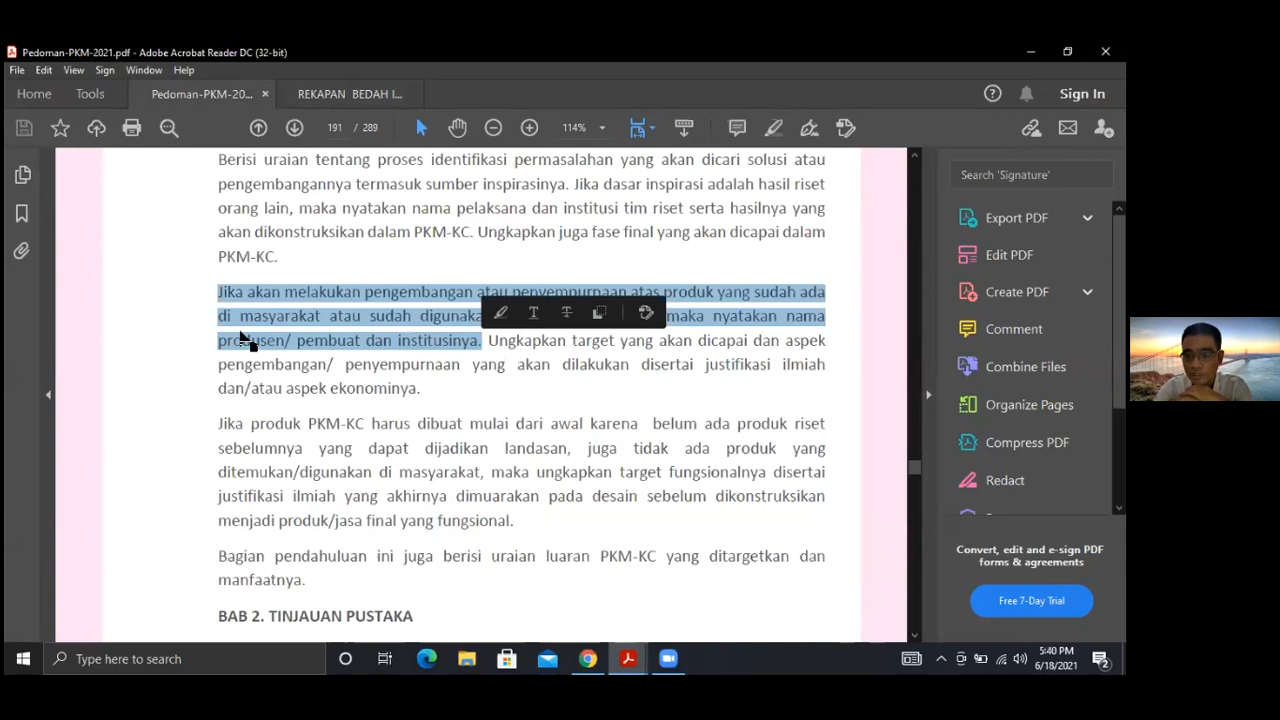 Pedoman-PKM-2021.pdf - Adobe Acrobat Reader DC (32-bit)
File Edit View Sign Window Help
Home Tools Pedoman-PKM-20... × REKAPAN BEDAH I... Sign In
191 / 289 114%
Berisi uraian tentang proses identifikasi permasalahan yang akan dicari solusi atau
pengembangannya termasuk sumber inspirasinya. Jika dasar inspirasi adalah hasil riset
orang lain, maka nyatakan nama pelaksana dan institusi tim riset serta hasilnya yang
akan dikonstruksikan dalam PKM-KC. Ungkapkan juga fase final yang akan dicapai dalam
PKM-KC.
Jika akan melakukan pengembangan atau penyempurnaan atas produk yang sudah ada
di masyarakat atau sudah digunaka maka nyatakan nama
produsen/ pembuat dan institusinya. Ungkapkan target yang akan dicapai dan aspek
pengembangan/ penyempurnaan yang akan dilakukan disertai justifikasi ilmiah
dan/atau aspek ekonominya.
Jika produk PKM-KC harus dibuat mulai dari awal karena belum ada produk riset
sebelumnya yang dapat dijadikan landasan, juga tidak ada produk yang
ditemukan/digunakan di masyarakat, maka ungkapkan target fungsionalnya disertai
justifikasi ilmiah yang akhirnya dimuarakan pada desain sebelum dikonstruksikan
menjadi produk/jasa final yang fungsional.
Bagian pendahuluan ini juga berisi uraian luaran PKM-KC yang ditargetkan dan
manfaatnya.
BAB 2. TINJAUAN PUSTAKA
Search 'Signature'
Export PDF
Edit PDF
Create PDF
Comment
Combine Files
Organize Pages
Compress PDF
Redact
Convert, edit and e-sign PDF
forms & agreements
Free 7-Day Trial
Type here to search
5:40 PM
6/18/2021
2